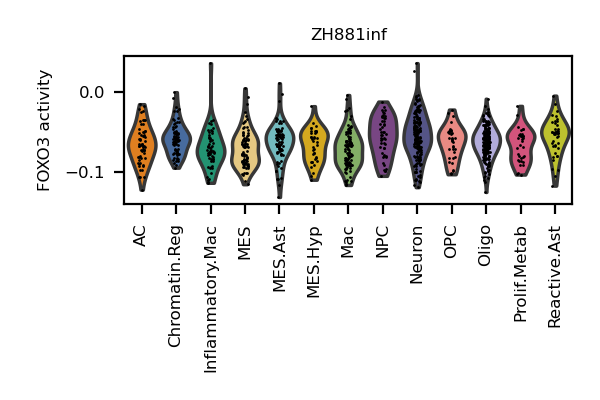 ZH881inf
FOXO3 activity
0.0
−0.1
AC
Chromatin.Reg
Inflammatory.Mac
MES
MES.Ast
MES.Hyp
Mac
NPC
Neuron
OPC
Oligo
Prolif.Metab
Reactive.Ast